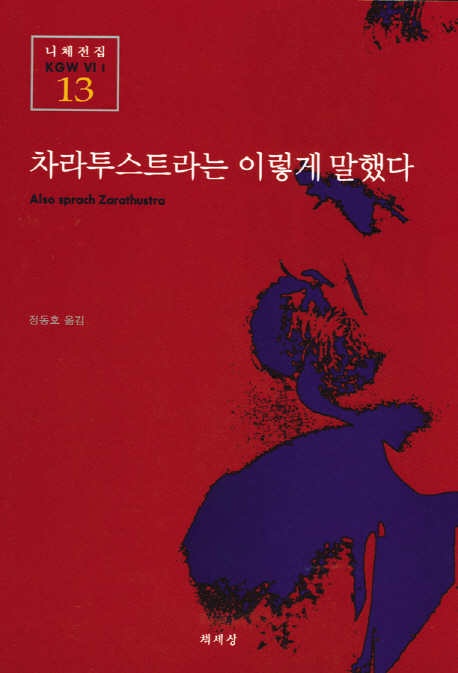 니체전집
KGW VI 1
13
차라투스트라는 이렇게 말했다
Also sprach Zarathustra
정동호 옮김
책세상